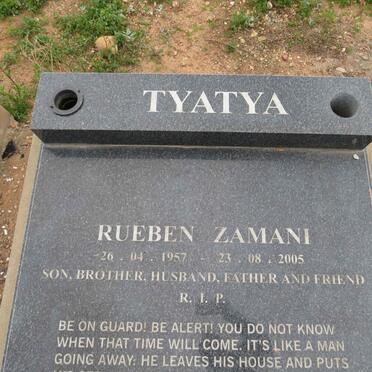 TYATYA
RUEBEN ZAMANI
26 . 04 . 1957 - 23 . 08 . 2005
SON, BROTHER, HUSBAND, FATHER AND FRIEND
R. I. P.
BE ON GUARD! BE ALERT! YOU DO NOT KNOW
WHEN THAT TIME WILL COME. IT'S LIKE A MAN
GOING AWAY: HE LEAVES HIS HOUSE AND PUTS